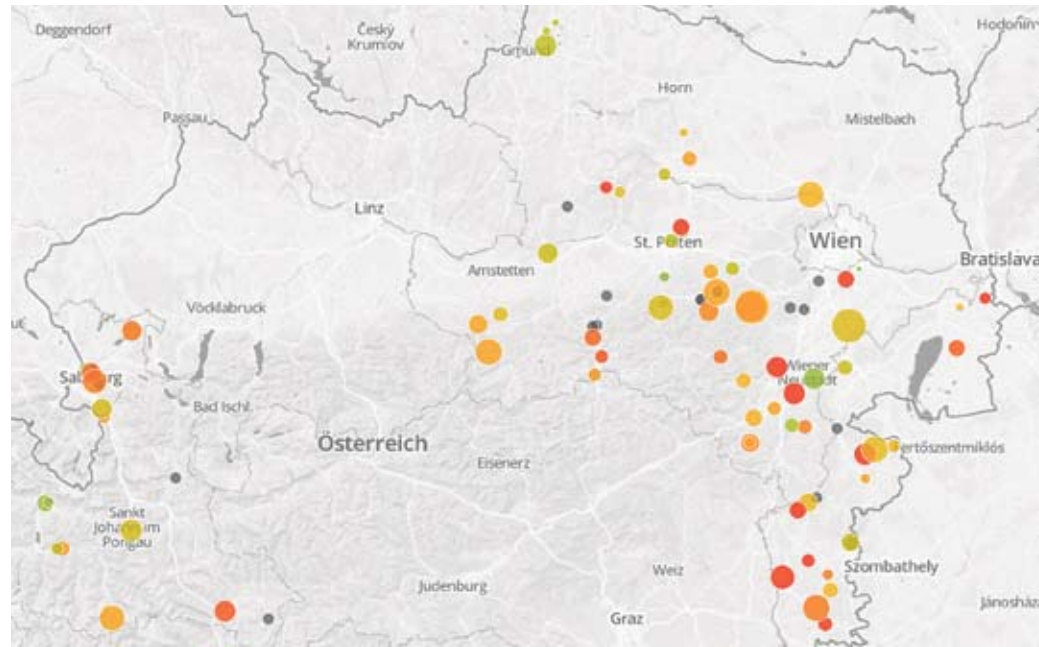 Deggendorf
Český
Krumlov
Gmünd
Hodonín
Horn
Mistelbach
Passau
Linz
St. Pölten
Wien
Bratislava
Amstetten
Vöcklabruck
Salzburg
Wiener
Neustadt
Bad Ischl
Österreich
Eisenerz
Fertőszentmiklós
Sankt
Johann im
Pongau
Judenburg
Weiz
Szombathely
Graz
Jánosháza